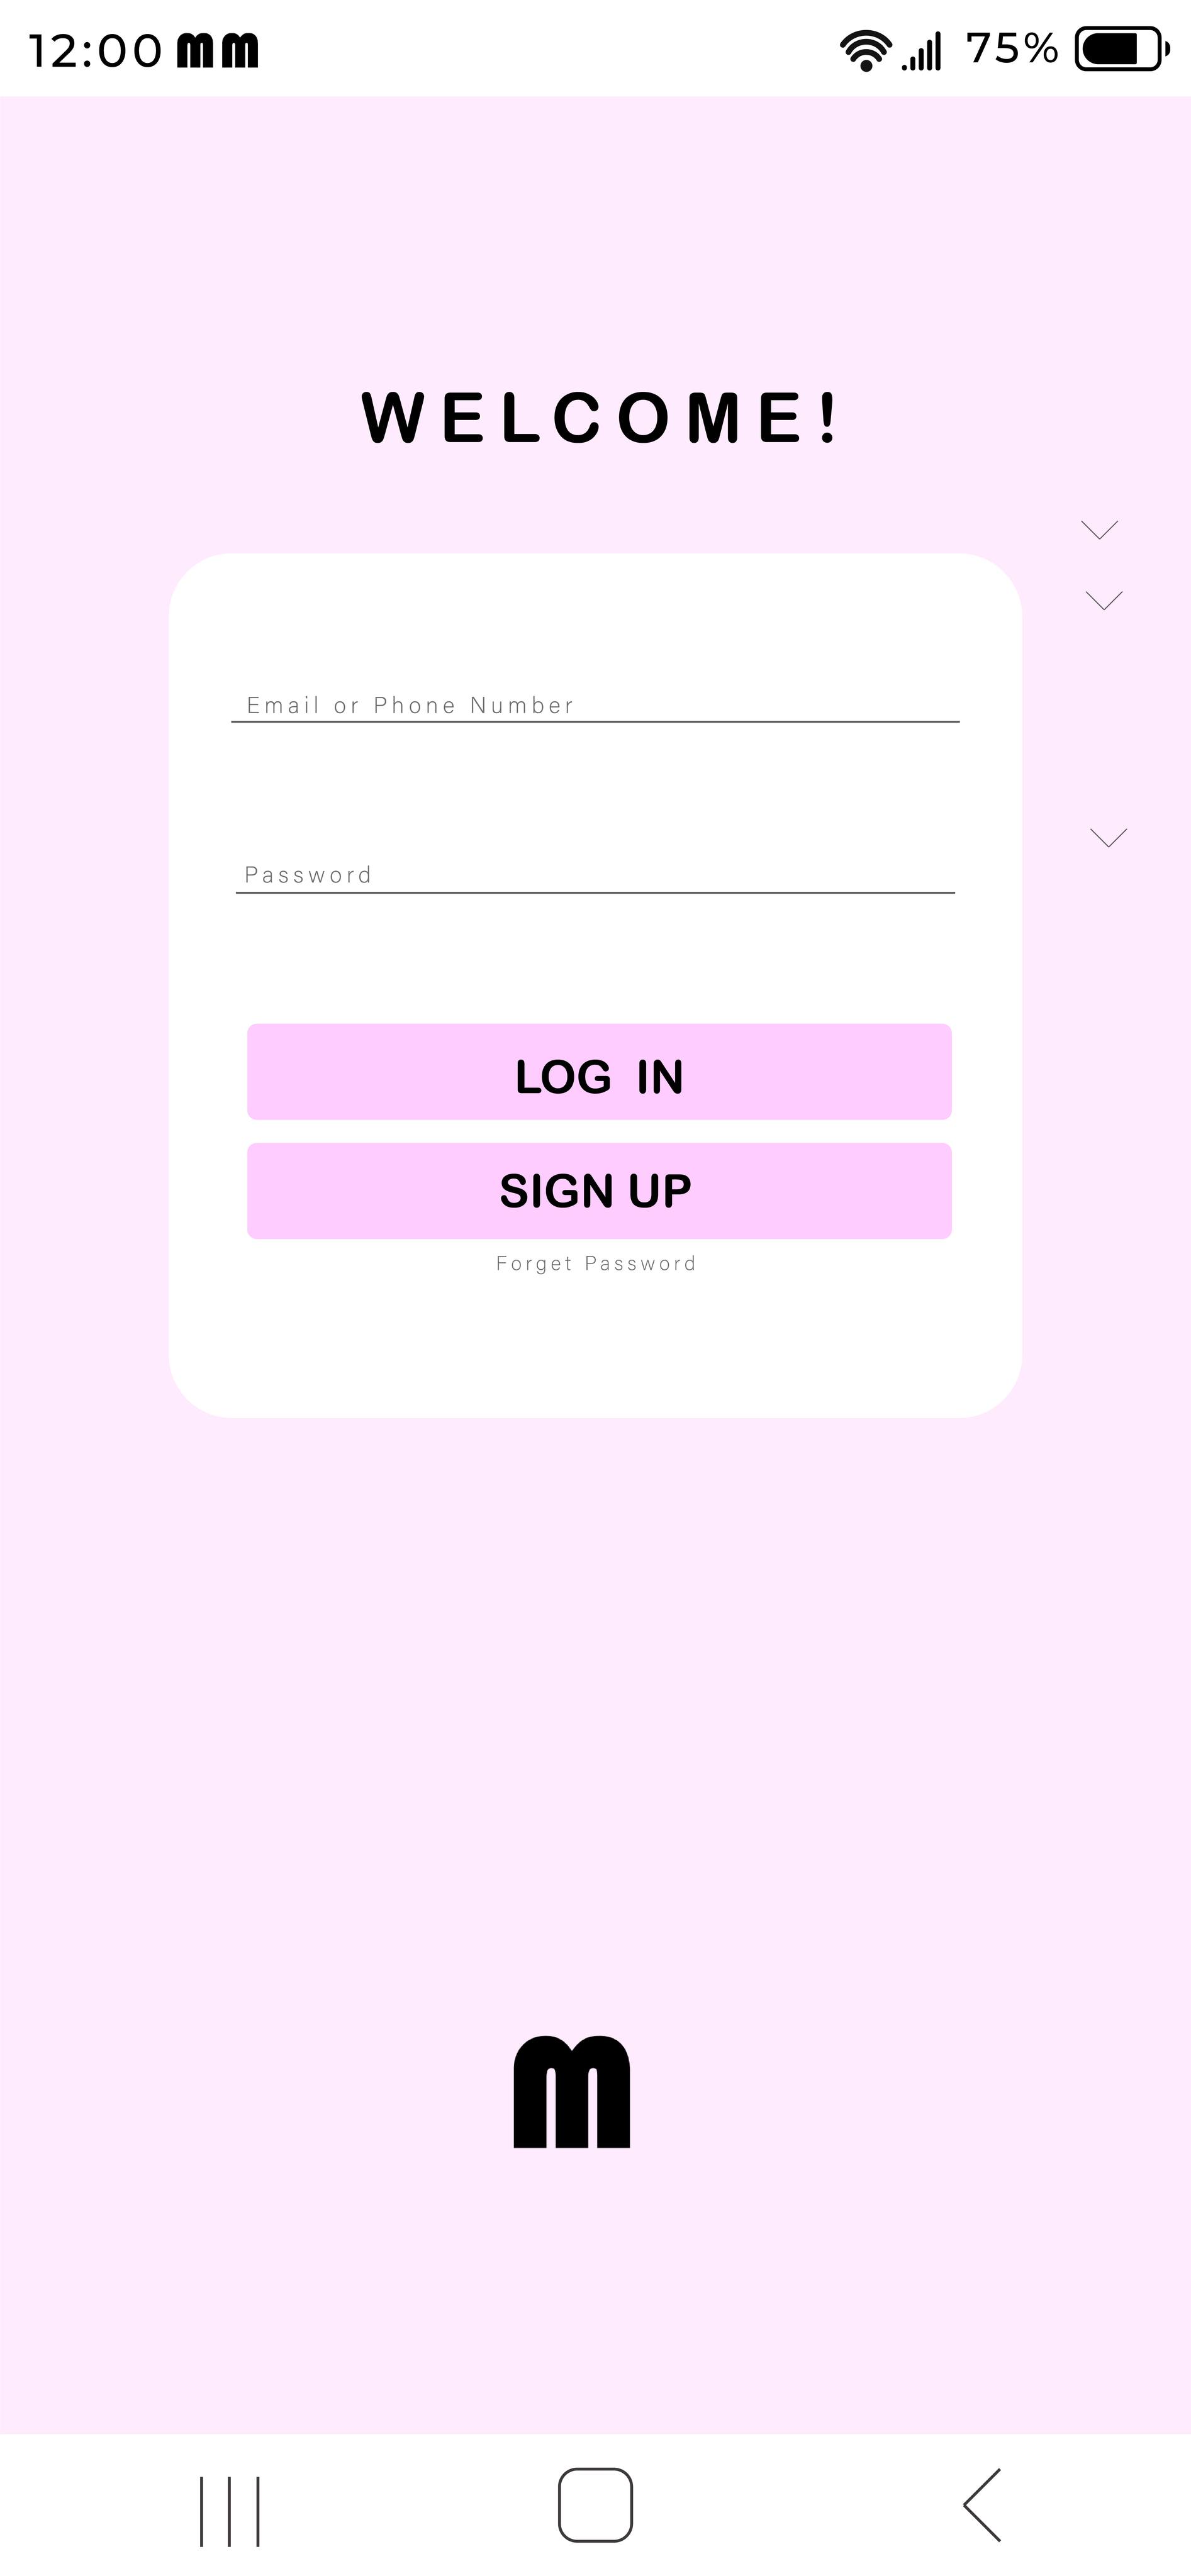 12:00 m m 75%
WELCOME!
Email or Phone Number
Password
LOG IN
SIGN UP
Forget Password
m